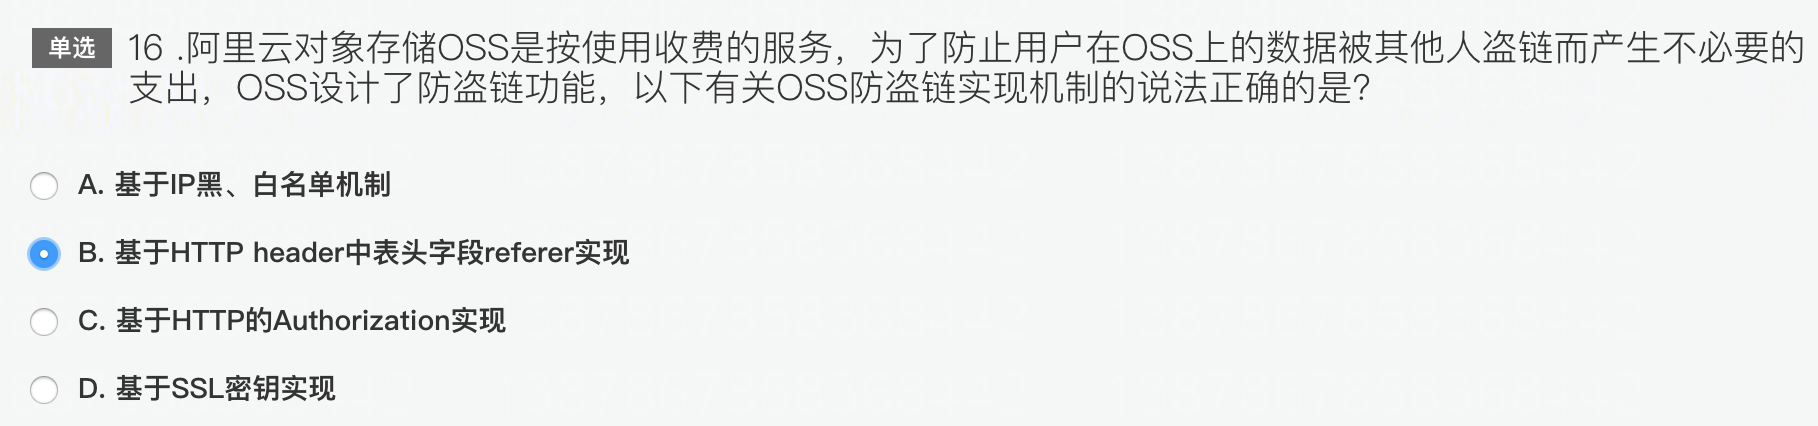 单选 16 .阿里云对象存储OSS是按使用收费的服务，为了防止用户在OSS上的数据被其他人盗链而产生不必要的
支出，OSS设计了防盗链功能，以下有关OSS防盗链实现机制的说法正确的是？
A. 基于IP黑、白名单机制
B. 基于HTTP header中表头字段referer实现
C. 基于HTTP的Authorization实现
D. 基于SSL密钥实现